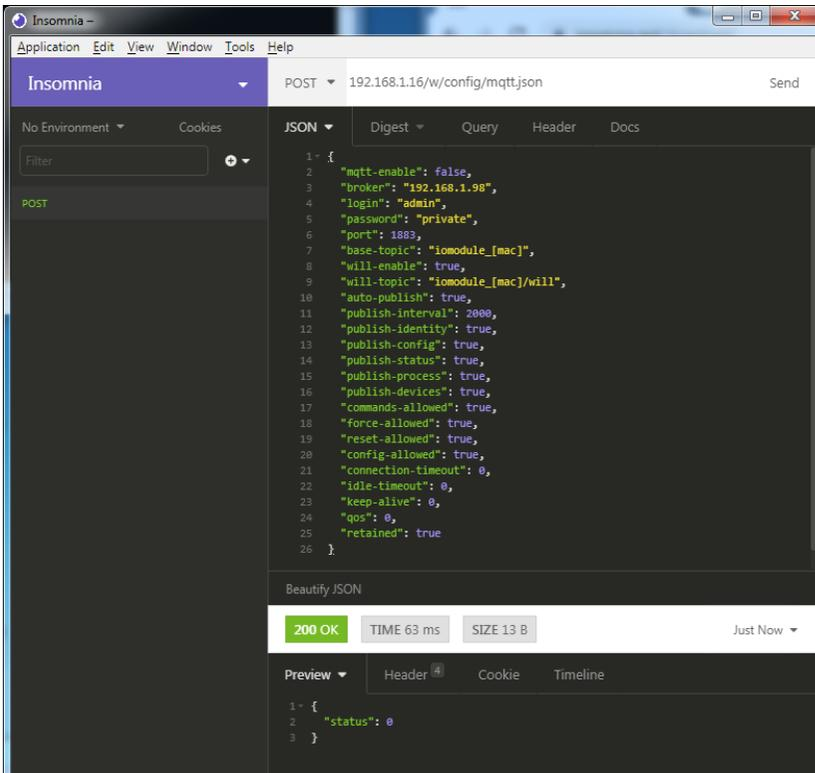 Insomnia –
Application Edit View Window Tools Help
Insomnia
POST 192.168.1.16/w/config/mqtt.json Send
No Environment Cookies
JSON Digest Query Header Docs
Filter
POST
1 {
2 "mqtt-enable": false,
3 "broker": "192.168.1.98",
4 "login": "admin",
5 "password": "private",
6 "port": 1883,
7 "base-topic": "iomodule_[mac]",
8 "will-enable": true,
9 "will-topic": "iomodule_[mac]/will",
10 "auto-publish": true,
11 "publish-interval": 2000,
12 "publish-identity": true,
13 "publish-config": true,
14 "publish-status": true,
15 "publish-process": true,
16 "publish-devices": true,
17 "commands-allowed": true,
18 "force-allowed": true,
19 "reset-allowed": true,
20 "config-allowed": true,
21 "connection-timeout": 0,
22 "idle-timeout": 0,
23 "keep-alive": 0,
24 "qos": 0,
25 "retained": true
26 }
Beautify JSON
200 OK TIME 63 ms SIZE 13 B Just Now
Preview Header 4 Cookie Timeline
1 {
2 "status": 0
3 }